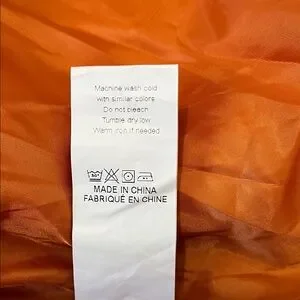 Machine wash cold
with similar colors
Do not bleach
Tumble dry low
Warm iron if needed
MADE IN CHINA
FABRIQUÉ EN CHINE